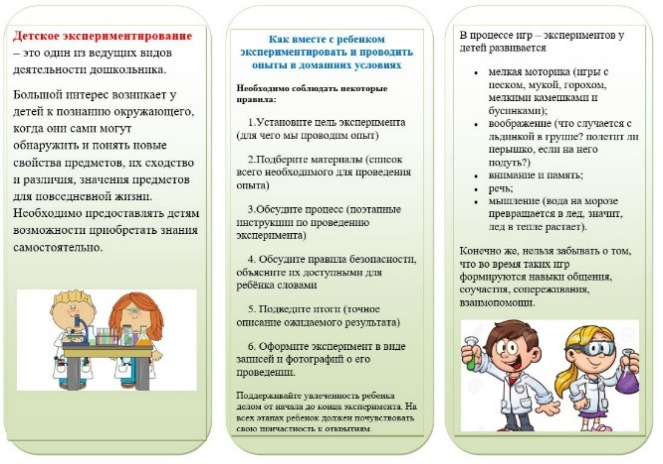 Детское экспериментирование
– это один из ведущих видов
деятельности дошкольника.
Большой интерес возникает у
детей к познанию окружающего,
когда они сами могут
обнаружить и понять новые
свойства предметов, их сходство
и различия, значения предметов
для повседневной жизни.
Необходимо предоставлять детям
возможности приобретать знания
самостоятельно.
Как вместе с ребенком
экспериментировать и проводить
опыты в домашних условиях
Необходимо соблюдать некоторые
правила:
1.Установите цель эксперимента
(для чего мы проводим опыт)
2.Подберите материалы (список
всего необходимого для проведения
опыта)
3.Обсудите процесс (поэтапные
инструкции по проведению
эксперимента)
4. Обсудите правила безопасности,
объясните их доступными для
ребёнка словами
5. Подведите итоги (точное
описание ожидаемого результата)
6. Оформите эксперимент в виде
записей и фотографий о его
проведении.
Поддерживайте увлеченность ребенка
делом от начала до конца эксперимента. На
всех этапах ребенок должен почувствовать
свою причастность к открытиям.
В процессе игр – экспериментов у
детей развивается
• мелкая моторика (игры с
песком, мукой, горохом,
мелкими камешками и
бусинками);
• воображение (что случается с
льдинкой в группе? полетит ли
перышко, если на него
подуть?)
• внимание и память;
• речь;
• мышление (вода на морозе
превращается в лед, значит,
лед в тепле растает).
Конечно же, нельзя забывать о том,
что во время таких игр
формируются навыки общения,
соучастия, сопереживания,
взаимопомощи.